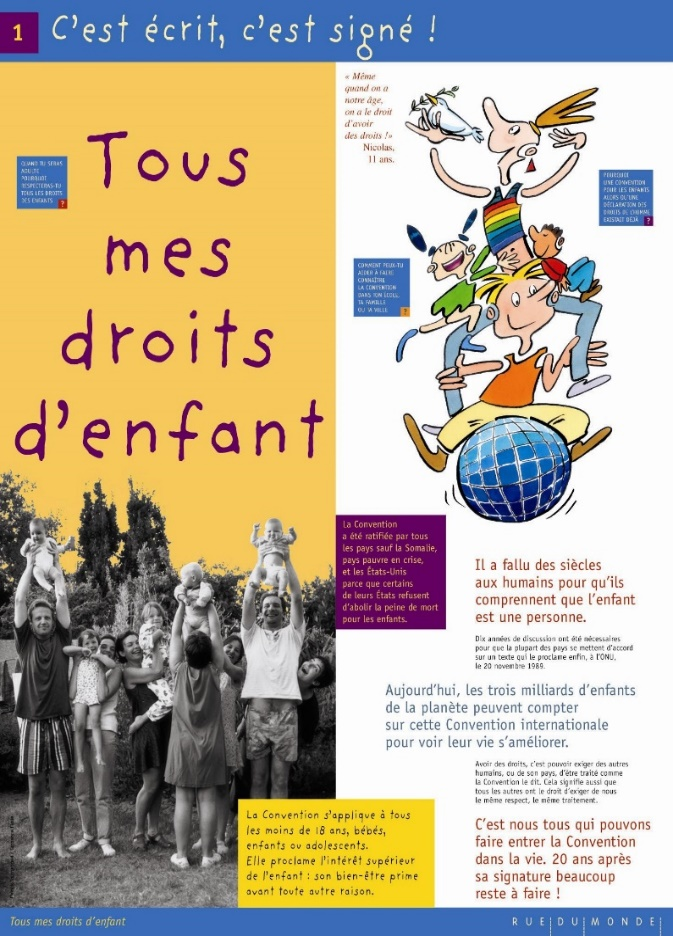 1
C'est écrit, c'est signé !
« Même
quand on a
notre âge,
on a le droit
d'avoir
des droits !»
Nicolas,
11 ans.
Tous
mes
droits
d'enfant
QUAND TU SERAS
ADULTE
POURQUOI
RESPECTERAS-TU
TOUS LES DROITS
DES ENFANTS
?
POURQUOI
UNE CONVENTION
POUR LES ENFANTS
ALORS QU'UNE
DÉCLARATION DES
DROITS DE L'HOMME
EXISTAIT DÉJÀ
?
COMMENT PEUX-TU
AIDER À FAIRE
CONNAÎTRE
LA CONVENTION
DANS TON ÉCOLE,
TA FAMILLE
OU TA VILLE
?
La Convention
a été ratifiée par tous
les pays sauf la Somalie,
pays pauvre en crise,
et les États-Unis
parce que certains
de leurs États refusent
d'abolir la peine de mort
pour les enfants.
Il a fallu des siècles
aux humains pour qu'ils
comprennent que l'enfant
est une personne.
Dix années de discussion ont été nécessaires
pour que la plupart des pays se mettent d'accord
sur un texte qui le proclame enfin, à l'ONU,
le 20 novembre 1989.
Aujourd'hui, les trois milliards d'enfants
de la planète peuvent compter
sur cette Convention internationale
pour voir leur vie s'améliorer.
Avoir des droits, c'est pouvoir exiger des autres
humains, ou de son pays, d'être traité comme
la Convention le dit. Cela signifie aussi que
tous les autres ont le droit d'exiger de nous
le même respect, le même traitement.
La Convention s'applique à tous
les moins de 18 ans, bébés,
enfants ou adolescents.
Elle proclame l'intérêt supérieur
de l'enfant : son bien-être prime
avant toute autre raison.
C'est nous tous qui pouvons
faire entrer la Convention
dans la vie. 20 ans après
sa signature beaucoup
reste à faire !
Tous mes droits d'enfant
RUE DU MONDE